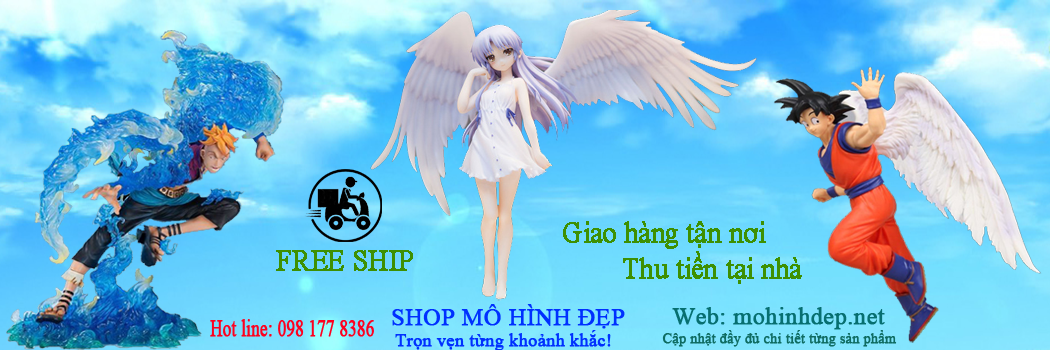 FREE SHIP
Giao hàng tận nơi
Thu tiền tại nhà
Hot line: 098 177 8386
SHOP MÔ HÌNH ĐẸP
Trọn vẹn từng khoảnh khắc!
Web: mohinhdep.net
Cập nhật đầy đủ chi tiết từng sản phẩm